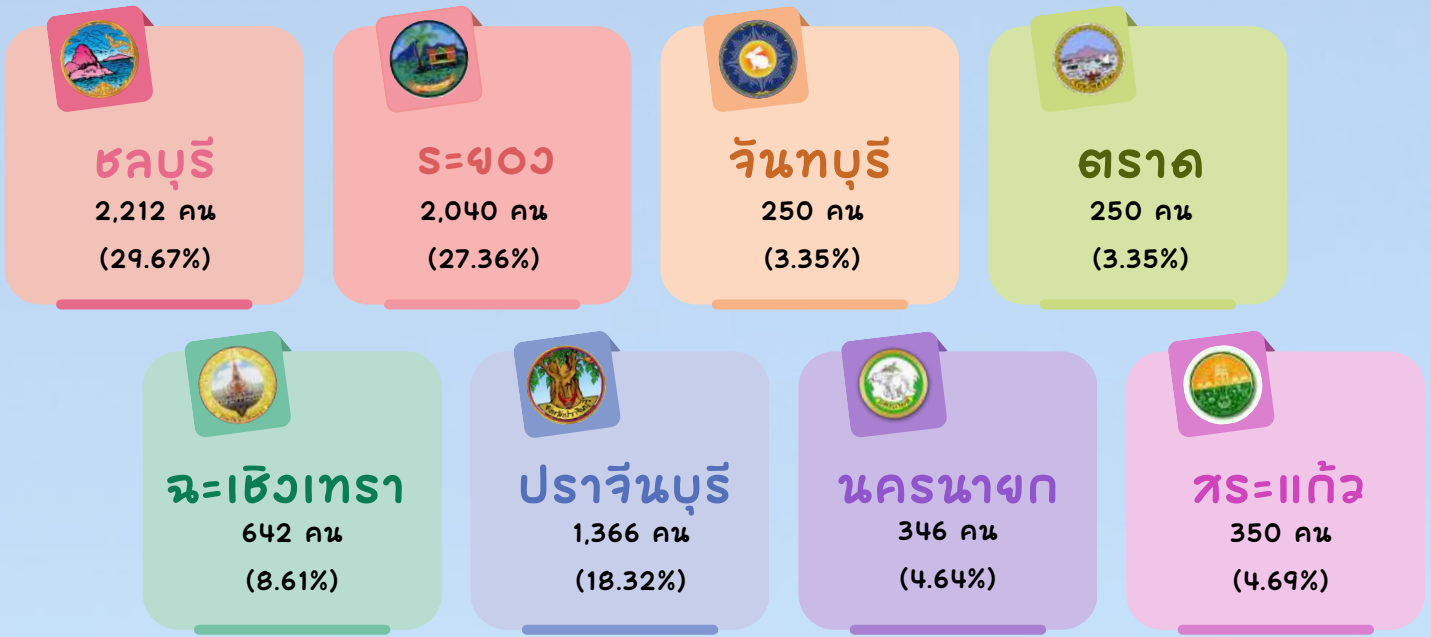 ชลบุรี
2,212 คน
(29.67%)
ระยอง
2,040 คน
(27.36%)
จันทบุรี
250 คน
(3.35%)
ตราด
250 คน
(3.35%)
ฉะเชิงเทรา
642 คน
(8.61%)
ปราจีนบุรี
1,366 คน
(18.32%)
นครนายก
346 คน
(4.64%)
สระแก้ว
350 คน
(4.69%)